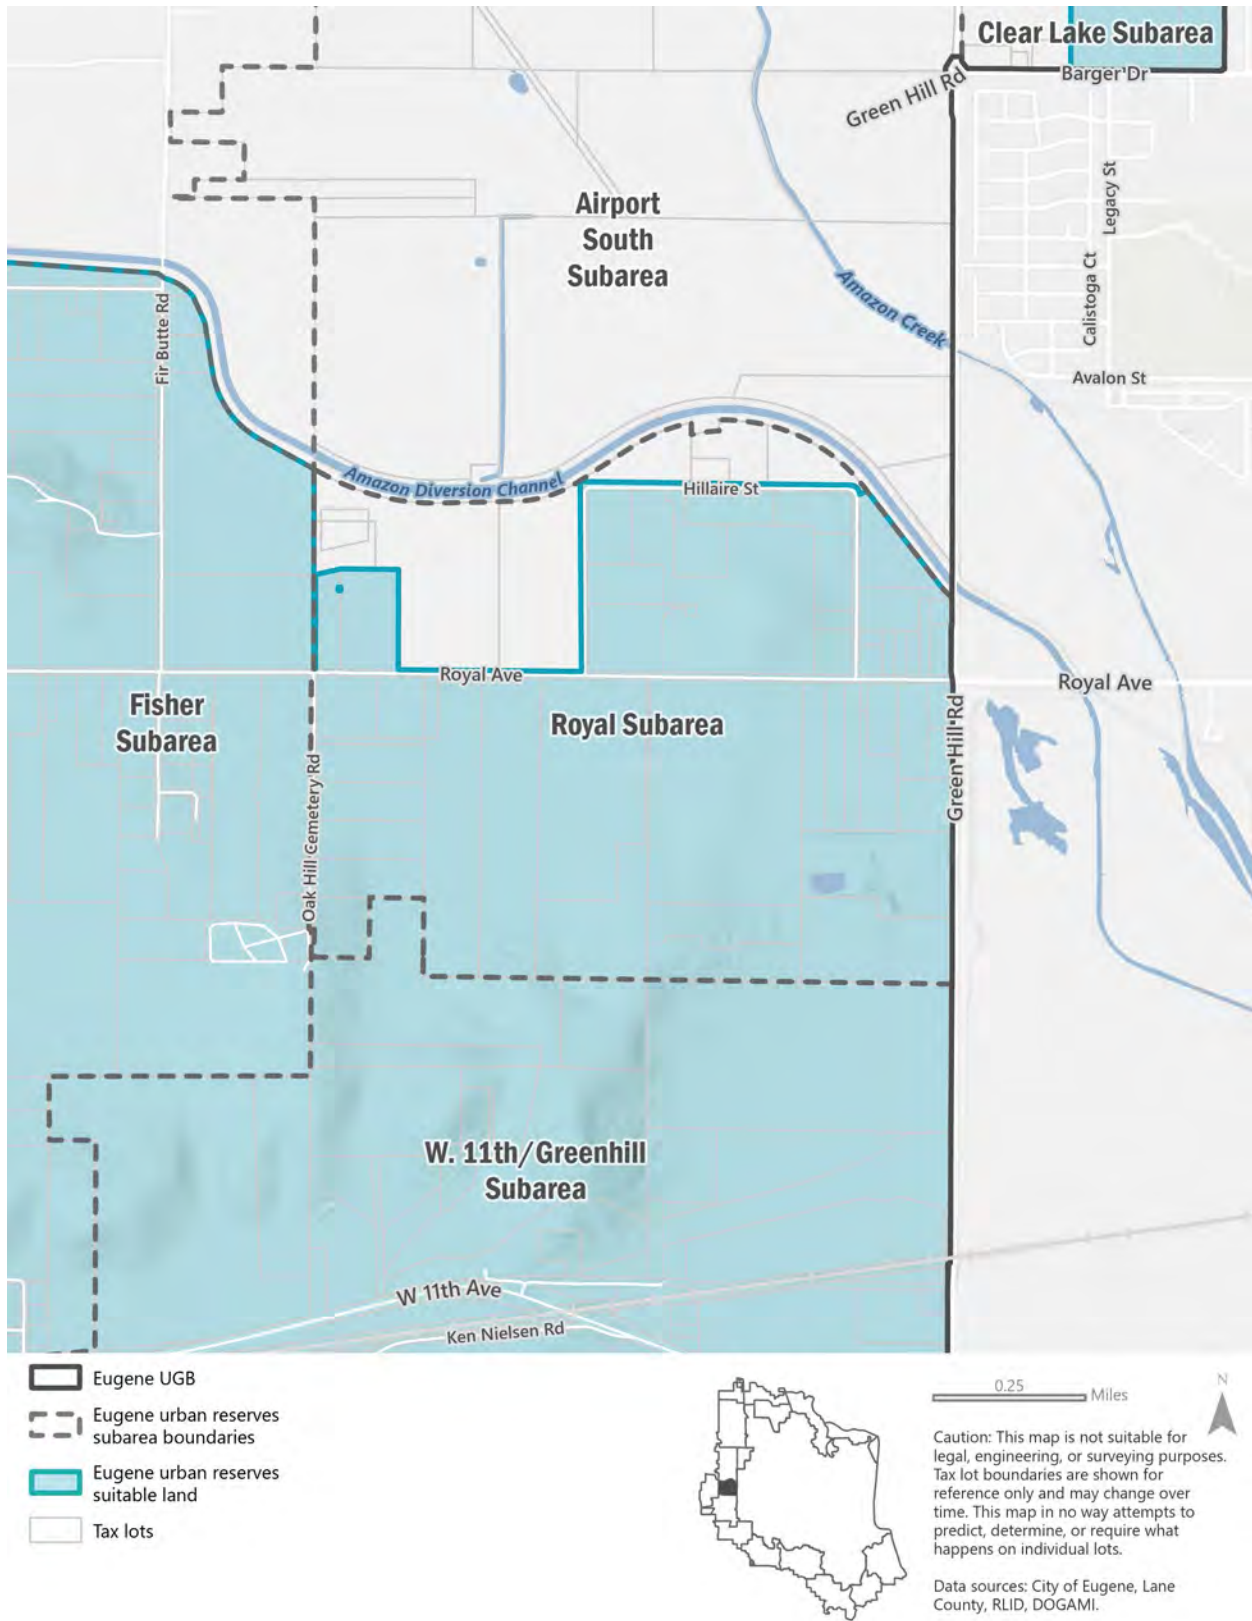 Clear Lake Subarea
Barger Dr
Green Hill Rd
Legacy St
Airport
South
Subarea
Amazon Creek
Calistoga Ct
Fir Butte Rd
Avalon St
Amazon Diversion Channel
Hillaire St
Royal Ave
Royal Ave
Fisher
Subarea
Royal Subarea
Green Hill Rd
Oak Hill Cemetery Rd
W. 11th/Greenhill
Subarea
W 11th Ave
Ken Nielsen Rd
Eugene UGB
Eugene urban reserves
subarea boundaries
Eugene urban reserves
suitable land
Tax lots
0.25
Miles
N
Caution: This map is not suitable for
legal, engineering, or surveying purposes.
Tax lot boundaries are shown for
reference only and may change over
time. This map in no way attempts to
predict, determine, or require what
happens on individual lots.
Data sources: City of Eugene, Lane
County, RLID, DOGAMI.